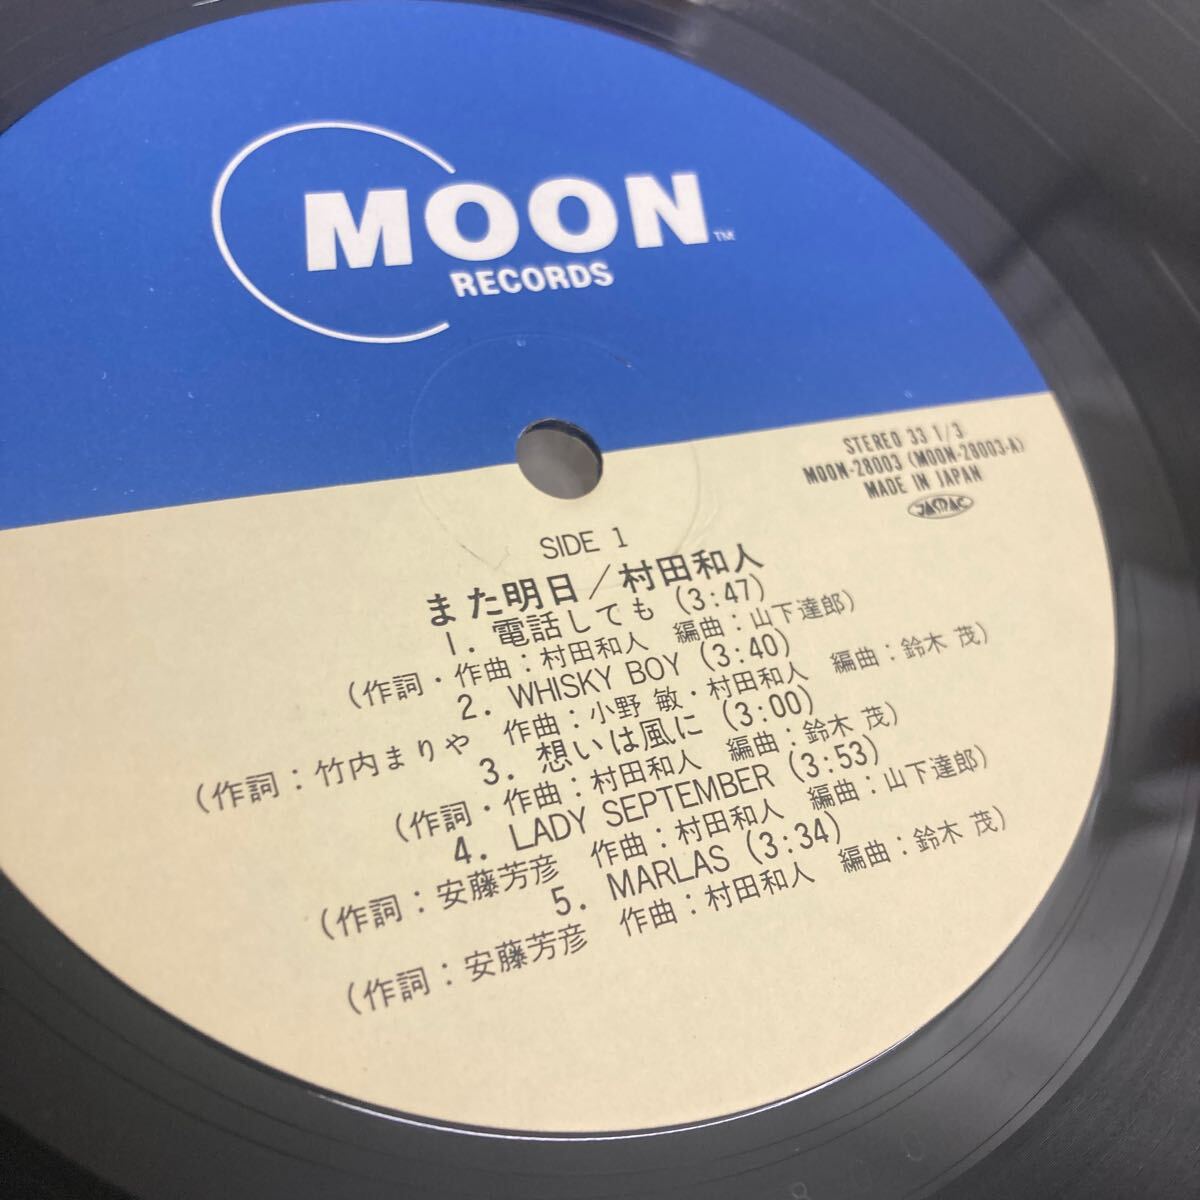 MOON™
RECORDS
STEREO 33 1/3
MOON-28003 (MOON-28003-A)
MADE IN JAPAN
JASRAC
SIDE 1
また明日／村田和人
1. 電話しても (3:47)
(作詞・作曲：村田和人 編曲：山下達郎)
2. WHISKY BOY (3:40)
(作詞：竹内まりや 作曲：小野 敏・村田和人 編曲：鈴木 茂)
3. 想いは風に (3:00)
(作詞・作曲：村田和人 編曲：鈴木 茂)
4. LADY SEPTEMBER (3:53)
(作詞：安藤芳彦 作曲：村田和人 編曲：山下達郎)
5. MARLAS (3:34)
(作詞：安藤芳彦 作曲：村田和人 編曲：鈴木 茂)